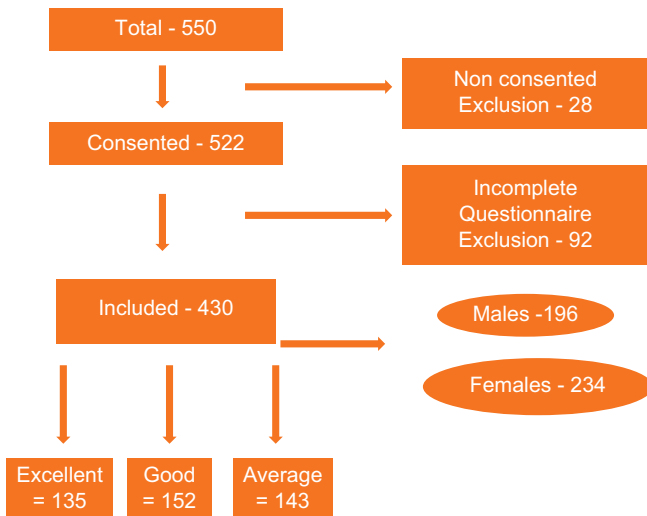 Total - 550
Non consented
Exclusion - 28
Consented - 522
Incomplete
Questionnaire
Exclusion - 92
Included - 430
Males -196
Females - 234
Excellent
= 135
Good
= 152
Average
= 143